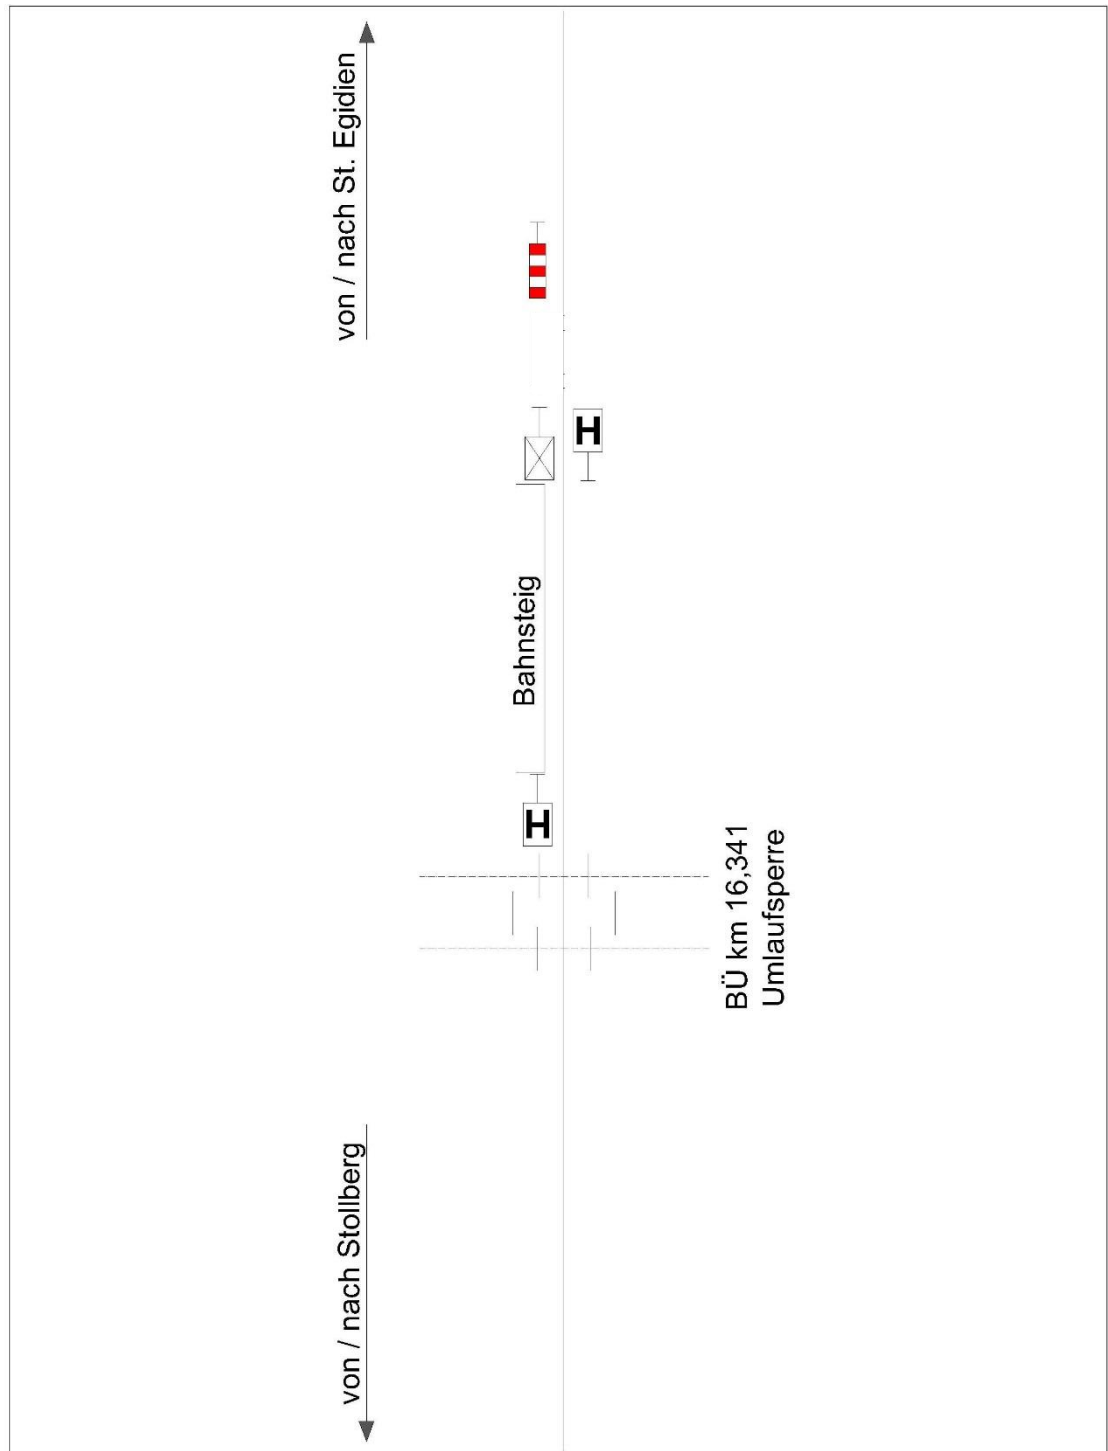 von / nach St. Egidien
H
Bahnsteig
H
BÜ km 16,341
Umlaufsperre
von / nach Stollberg